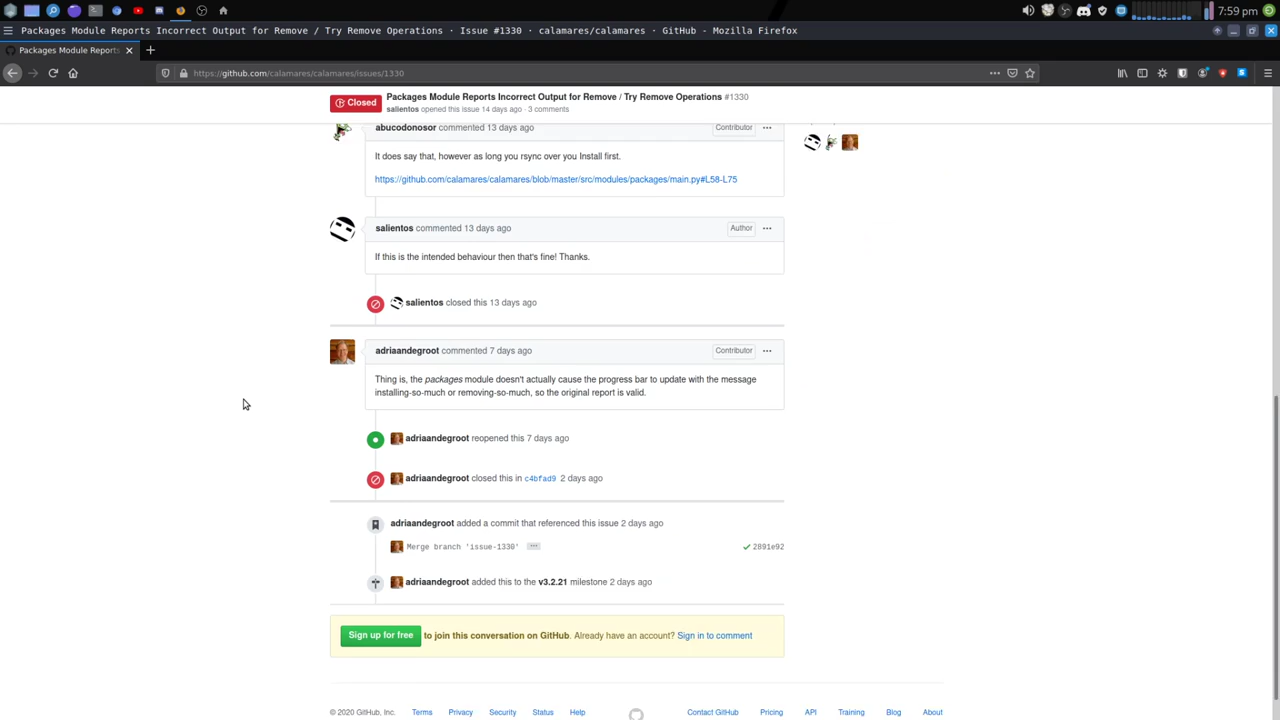 7:59 pm
Packages Module Reports Incorrect Output for Remove / Try Remove Operations · Issue #1330 · calamares/calamares · GitHub - Mozilla Firefox
Packages Module Reports
https://github.com/calamares/calamares/issues/1330
Closed
Packages Module Reports Incorrect Output for Remove / Try Remove Operations #1330
salientos opened this issue 14 days ago · 3 comments
abucodonosor commented 13 days ago
Contributor
It does say that, however as long you rsync over you Install first.
https://github.com/calamares/calamares/blob/master/src/modules/packages/main.py#L58-L75
salientos commented 13 days ago
Author
If this is the intended behaviour then that's fine! Thanks.
salientos closed this 13 days ago
adriaandegroot commented 7 days ago
Contributor
Thing is, the packages module doesn't actually cause the progress bar to update with the message
installing-so-much or removing-so-much, so the original report is valid.
adriaandegroot reopened this 7 days ago
adriaandegroot closed this in c4bfad9 2 days ago
adriaandegroot added a commit that referenced this issue 2 days ago
Merge branch 'issue-1330'
2891e92
adriaandegroot added this to the v3.2.21 milestone 2 days ago
Sign up for free to join this conversation on GitHub. Already have an account? Sign in to comment
© 2020 GitHub, Inc. Terms Privacy Security Status Help Contact GitHub Pricing API Training Blog About